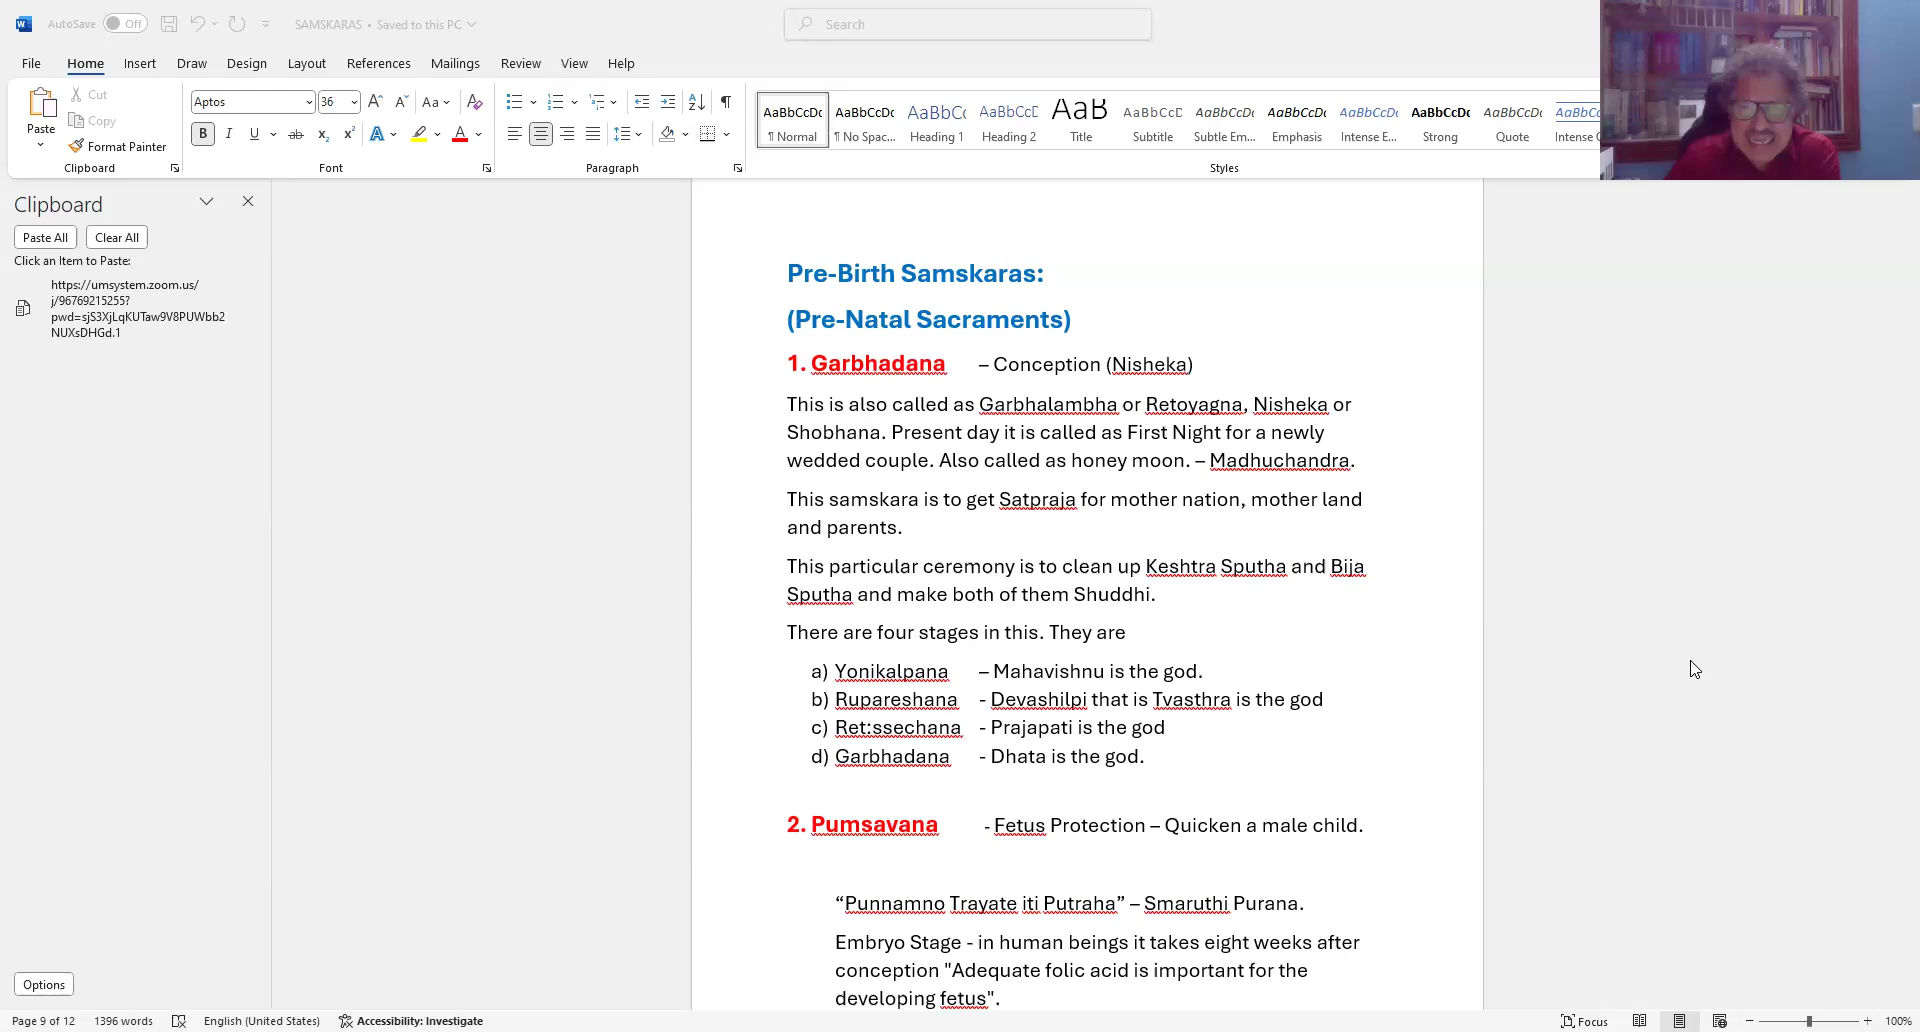 AutoSave Off SAMSKARAS • Saved to this PC Search
File Home Insert Draw Design Layout References Mailings Review View Help
Paste Cut Copy Format Painter
Clipboard
Aptos 36
Font
Paragraph
AaBbCcDc AaBbCcDc AaBbCc AaBbCcD AaB AaBbCcD AaBbCcDc AaBbCcDc AaBbCcDc AaBbCcDc AaBbCcDc
¶ Normal ¶ No Spac... Heading 1 Heading 2 Title Subtitle Subtle Em... Emphasis Intense E... Strong Quote Intense
Styles
Clipboard
Paste All Clear All
Click an Item to Paste:
https://umsystem.zoom.us/
j/96769215255?
pwd=sjS3XjLqKUTaw9V8PUWbb2
NUXsDHGd.1
Options
Pre-Birth Samskaras:
(Pre-Natal Sacraments)
1. Garbhadana – Conception (Nisheka)
This is also called as Garbhalambha or Retoyagna, Nisheka or
Shobhana. Present day it is called as First Night for a newly
wedded couple. Also called as honey moon. – Madhuchandra.
This samskara is to get Satpraja for mother nation, mother land
and parents.
This particular ceremony is to clean up Keshtra Sputha and Bija
Sputha and make both of them Shuddhi.
There are four stages in this. They are
a) Yonikalpana – Mahavishnu is the god.
b) Rupareshana - Devashilpi that is Tvasthra is the god
c) Ret:ssechana - Prajapati is the god
d) Garbhadana - Dhata is the god.
2. Pumsavana - Fetus Protection – Quicken a male child.
“Punnamno Trayate iti Putraha” – Smaruthi Purana.
Embryo Stage - in human beings it takes eight weeks after
conception "Adequate folic acid is important for the
developing fetus".
Page 9 of 12 1396 words English (United States) Accessibility: Investigate Focus 100%